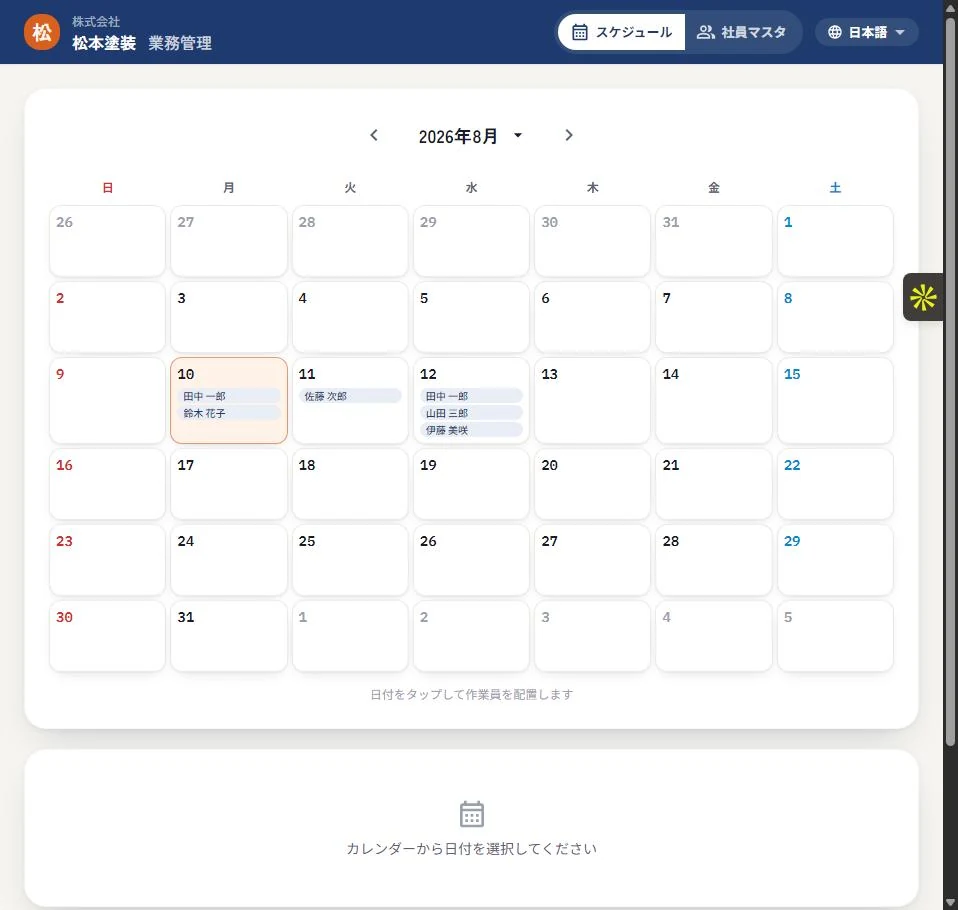 松
株式会社
松本塗装 業務管理
スケジュール
社員マスタ
日本語
2026年8月
日 月 火 水 木 金 土
26 27 28 29 30 31 1
2 3 4 5 6 7 8
9 10 11 12 13 14 15
田中 一郎
鈴木 花子
佐藤 次郎
田中 一郎
山田 三郎
伊藤 美咲
16 17 18 19 20 21 22
23 24 25 26 27 28 29
30 31 1 2 3 4 5
日付をタップして作業員を配置します
カレンダーから日付を選択してください